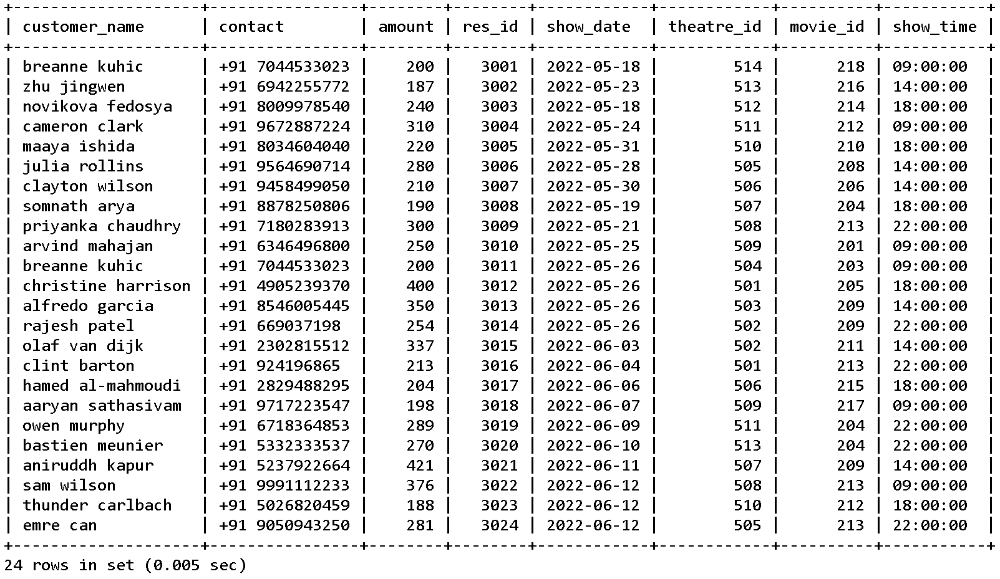 +--------------------+----------------+--------+--------+------------+------------+----------+-----------+
| customer_name      | contact        | amount | res_id | show_date  | theatre_id | movie_id | show_time |
+--------------------+----------------+--------+--------+------------+------------+----------+-----------+
| breanne kuhic      | +91 7044533023 |    200 |   3001 | 2022-05-18 |        514 |      218 | 09:00:00  |
| zhu jingwen        | +91 6942255772 |    187 |   3002 | 2022-05-23 |        513 |      216 | 14:00:00  |
| novikova fedosya   | +91 8009978540 |    240 |   3003 | 2022-05-18 |        512 |      214 | 18:00:00  |
| cameron clark      | +91 9672887224 |    310 |   3004 | 2022-05-24 |        511 |      212 | 09:00:00  |
| maaya ishida       | +91 8034604040 |    220 |   3005 | 2022-05-31 |        510 |      210 | 18:00:00  |
| julia rollins      | +91 9564690714 |    280 |   3006 | 2022-05-28 |        505 |      208 | 14:00:00  |
| clayton wilson     | +91 9458499050 |    210 |   3007 | 2022-05-30 |        506 |      206 | 14:00:00  |
| somnath arya       | +91 8878250806 |    190 |   3008 | 2022-05-19 |        507 |      204 | 18:00:00  |
| priyanka chaudhry  | +91 7180283913 |    300 |   3009 | 2022-05-21 |        508 |      213 | 22:00:00  |
| arvind mahajan     | +91 6346496800 |    250 |   3010 | 2022-05-25 |        509 |      201 | 09:00:00  |
| breanne kuhic      | +91 7044533023 |    200 |   3011 | 2022-05-26 |        504 |      203 | 09:00:00  |
| christine harrison | +91 4905239370 |    400 |   3012 | 2022-05-26 |        501 |      205 | 18:00:00  |
| alfredo garcia     | +91 8546005445 |    350 |   3013 | 2022-05-26 |        503 |      209 | 14:00:00  |
| rajesh patel       | +91 669037198  |    254 |   3014 | 2022-05-26 |        502 |      209 | 22:00:00  |
| olaf van dijk      | +91 2302815512 |    337 |   3015 | 2022-06-03 |        502 |      211 | 14:00:00  |
| clint barton       | +91 924196865  |    213 |   3016 | 2022-06-04 |        501 |      213 | 22:00:00  |
| hamed al-mahmoudi  | +91 2829488295 |    204 |   3017 | 2022-06-06 |        506 |      215 | 18:00:00  |
| aaryan sathasivam  | +91 9717223547 |    198 |   3018 | 2022-06-07 |        509 |      217 | 09:00:00  |
| owen murphy        | +91 6718364853 |    289 |   3019 | 2022-06-09 |        511 |      204 | 22:00:00  |
| bastien meunier    | +91 5332333537 |    270 |   3020 | 2022-06-10 |        513 |      204 | 22:00:00  |
| aniruddh kapur     | +91 5237922664 |    421 |   3021 | 2022-06-11 |        507 |      209 | 14:00:00  |
| sam wilson         | +91 9991112233 |    376 |   3022 | 2022-06-12 |        508 |      213 | 09:00:00  |
| thunder carlbach   | +91 5026820459 |    188 |   3023 | 2022-06-12 |        510 |      212 | 18:00:00  |
| emre can           | +91 9050943250 |    281 |   3024 | 2022-06-12 |        505 |      213 | 22:00:00  |
+--------------------+----------------+--------+--------+------------+------------+----------+-----------+
24 rows in set (0.005 sec)